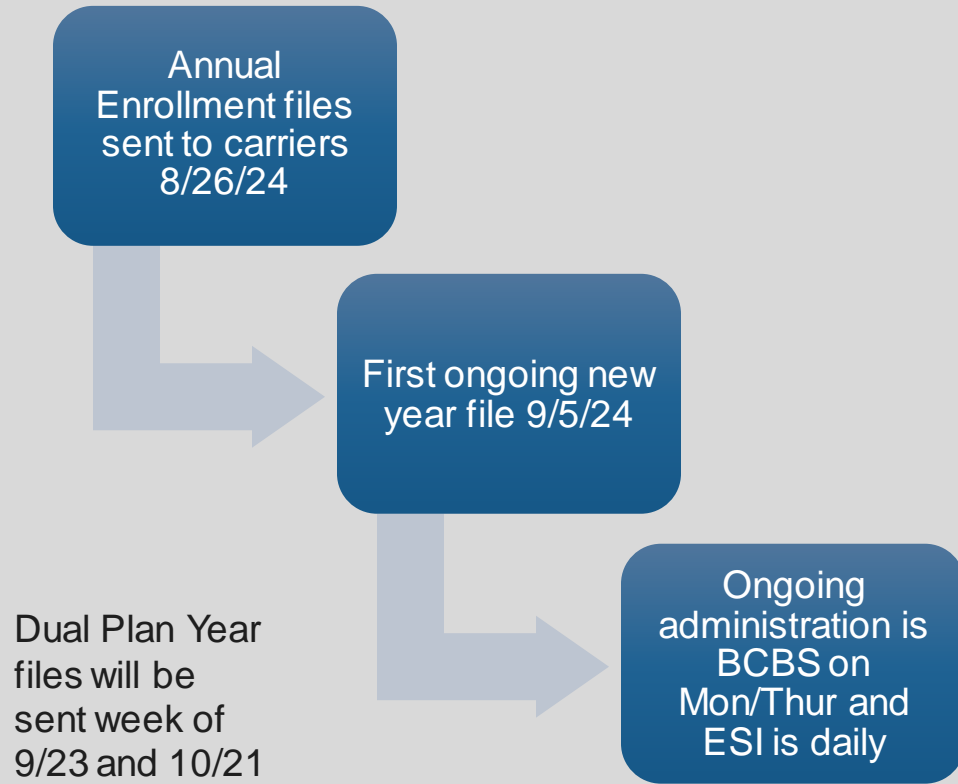 Annual
Enrollment files
sent to carriers
8/26/24
First ongoing new
year file 9/5/24
Ongoing
administration is
BCBS on
Mon/Thur and
ESI is daily
Dual Plan Year
files will be
sent week of
9/23 and 10/21